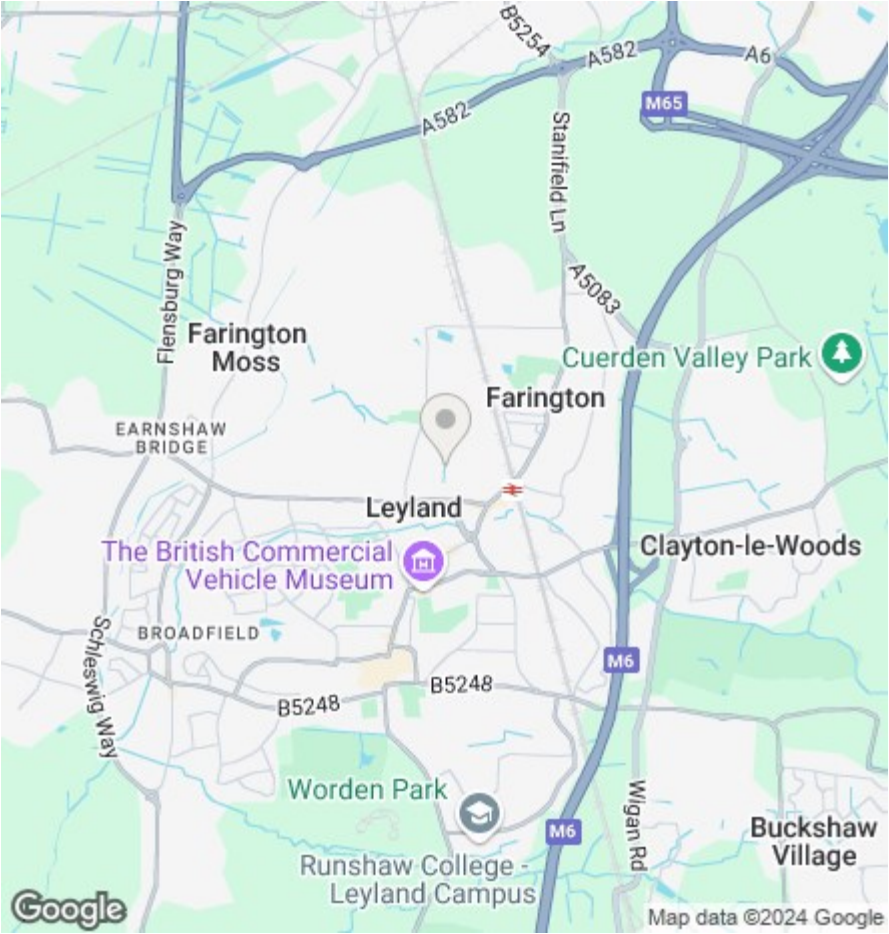 B5254
A582
A6
M65
A582
Stanifield Ln
Flensburg Way
A5083
Farington
Moss
Cuerden Valley Park
Farington
EARNSHAW
BRIDGE
Leyland
Clayton-le-Woods
The British Commercial
Vehicle Museum
BROADFIELD
Schleswig Way
M6
B5248
B5248
Worden Park
Wigan Rd
M6
Buckshaw
Village
Runshaw College -
Leyland Campus
Google
Map data ©2024 Google